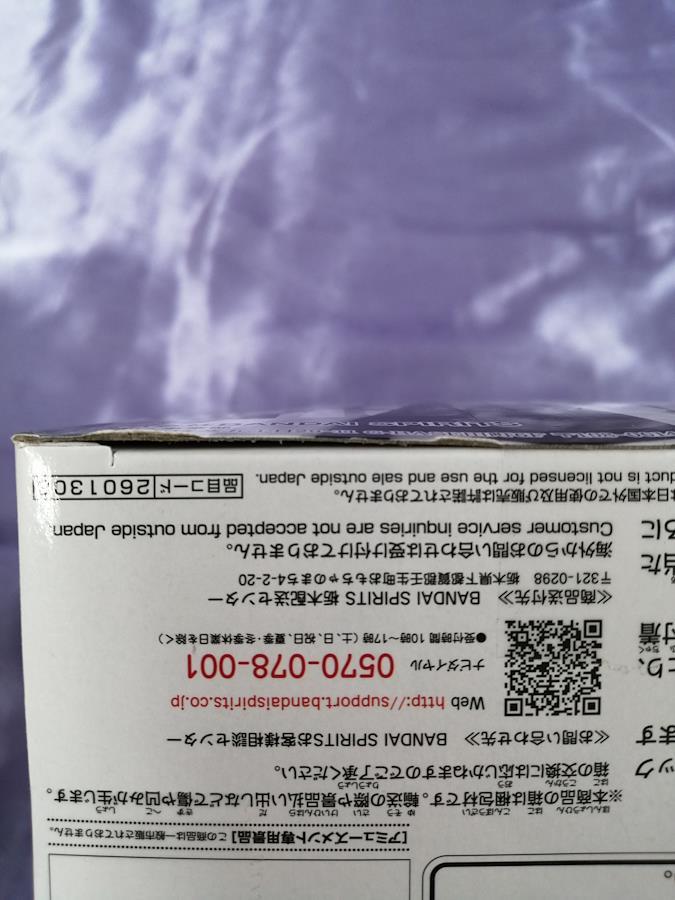 [アミューズメント専用景品] この商品は一般市販されておりません。
※本商品の箱は梱包材です。輸送の際や景品払い出しなどで傷や凹みが生じます。
箱の交換には応じかねますのでご了承ください。
≪お問い合わせ先≫ BANDAI SPIRITSお客様相談センター
Web http://support.bandaispirits.co.jp
ナビダイヤル 0570-078-001
●受付時間 10時〜17時 (土、日、祝日、夏季・冬季休業日を除く)
≪商品送付先≫ BANDAI SPIRITS 栃木配送センター
〒321-0298 栃木県下都賀郡壬生町おもちゃのまち4-2-20
海外からのお問い合わせは受け付けておりません。
Customer service inquiries are not accepted from outside Japan.
日本国外での使用及び販売は許諾されておりません。
duct is not licensed for the use and sale outside Japan.
品目コード 260130
ック
ます
り、
付着
当た
うに